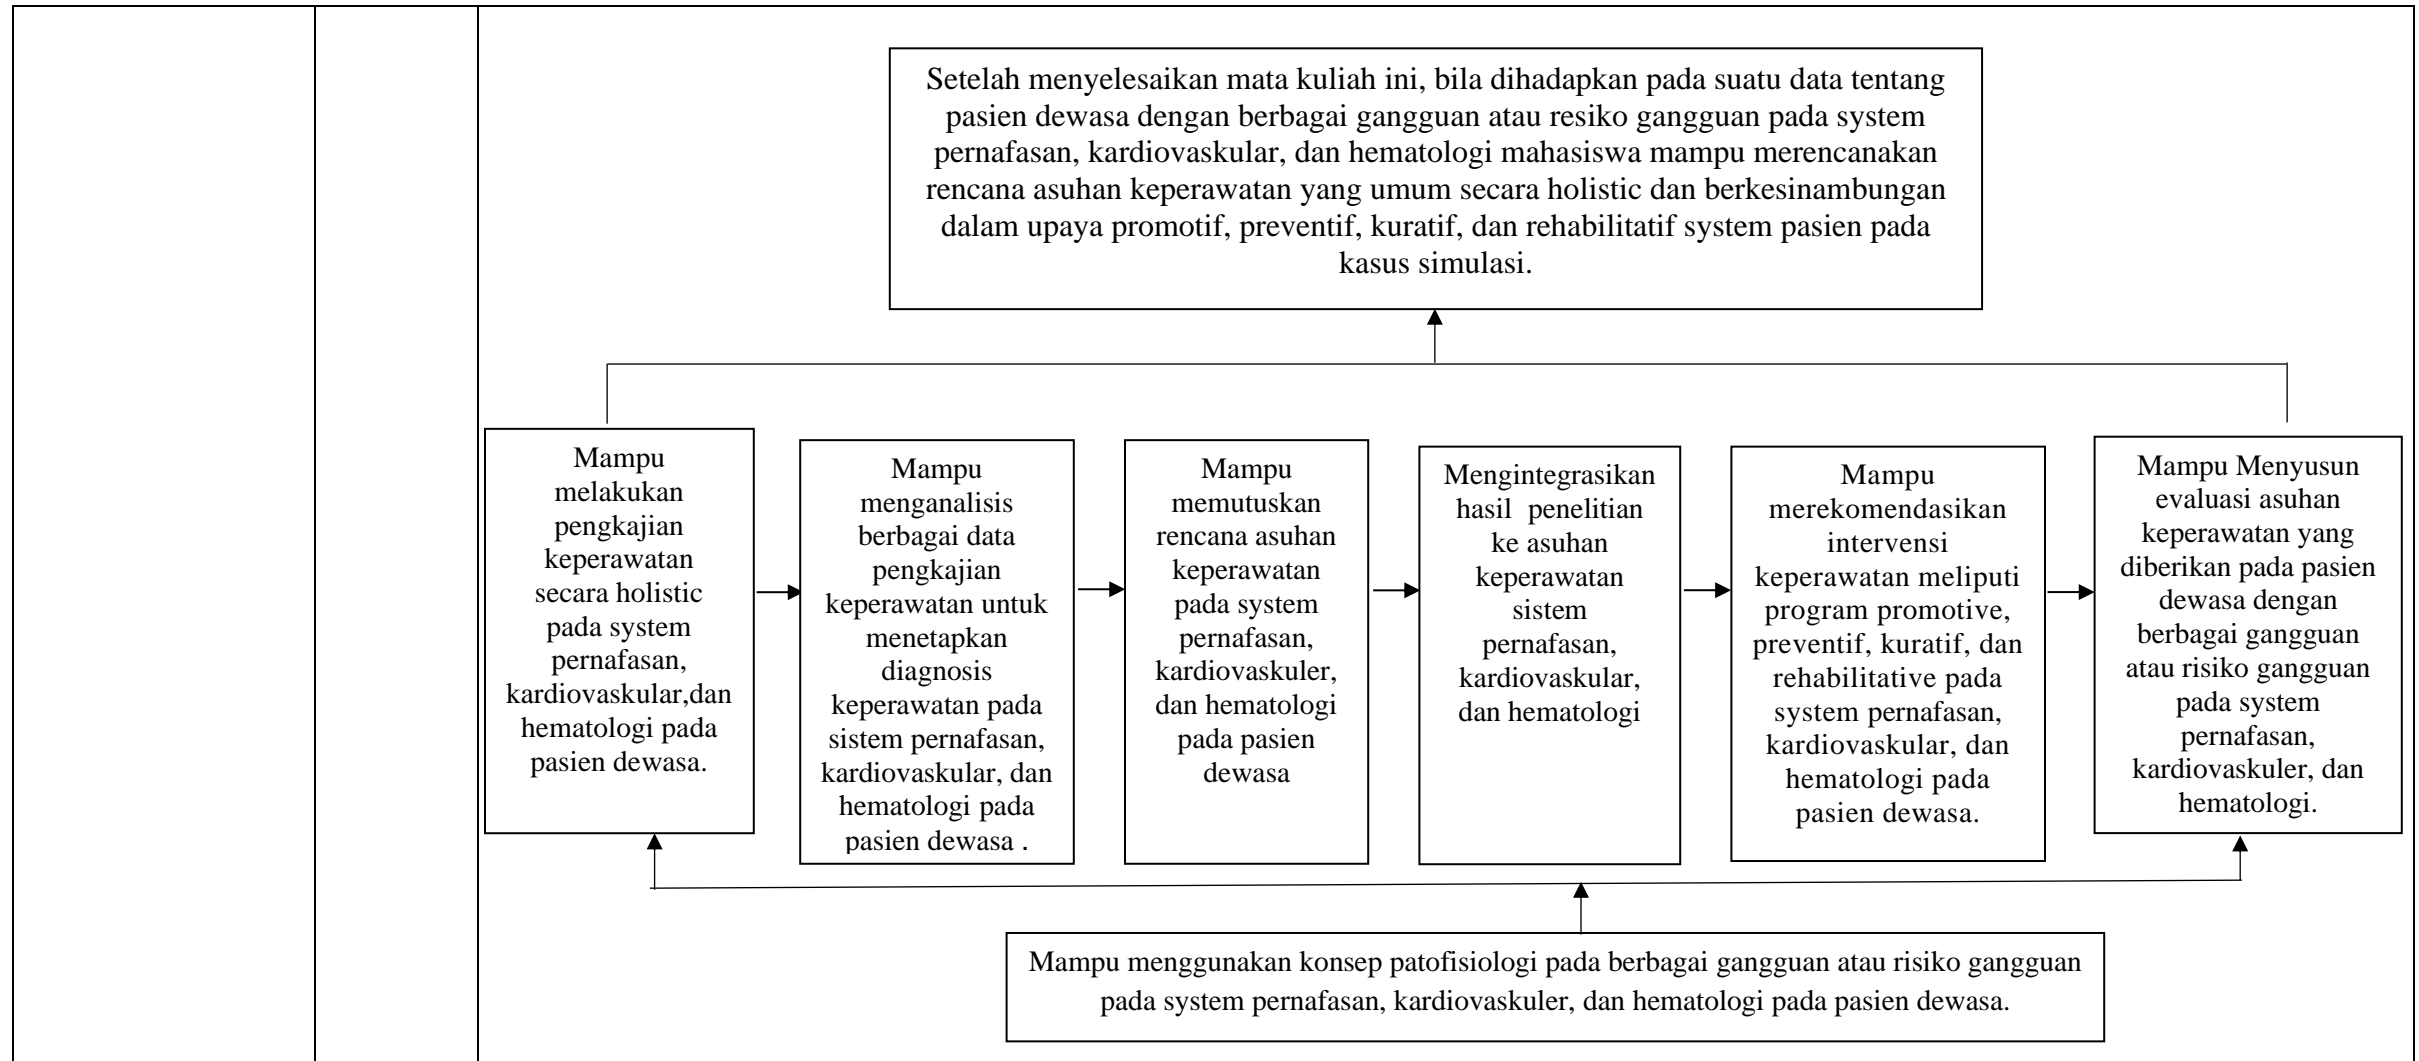 Setelah menyelesaikan mata kuliah ini, bila dihadapkan pada suatu data tentang
pasien dewasa dengan berbagai gangguan atau resiko gangguan pada system
pernafasan, kardiovaskular, dan hematologi mahasiswa mampu merencanakan
rencana asuhan keperawatan yang umum secara holistic dan berkesinambungan
dalam upaya promotif, preventif, kuratif, dan rehabilitatif system pasien pada
kasus simulasi.
Mampu
melakukan
pengkajian
keperawatan
secara holistic
pada system
pernafasan,
kardiovaskular,dan
hematologi pada
pasien dewasa.
Mampu
menganalisis
berbagai data
pengkajian
keperawatan untuk
menetapkan
diagnosis
keperawatan pada
sistem pernafasan,
kardiovaskular, dan
hematologi pada
pasien dewasa .
Mampu
memutuskan
rencana asuhan
keperawatan
pada system
pernafasan,
kardiovaskuler,
dan hematologi
pada pasien
dewasa
Mengintegrasikan
hasil penelitian
ke asuhan
keperawatan
sistem
pernafasan,
kardiovaskular,
dan hematologi
Mampu
merekomendasikan
intervensi
keperawatan meliputi
program promotive,
preventif, kuratif, dan
rehabilitative pada
system pernafasan,
kardiovaskular, dan
hematologi pada
pasien dewasa.
Mampu Menyusun
evaluasi asuhan
keperawatan yang
diberikan pada pasien
dewasa dengan
berbagai gangguan
atau risiko gangguan
pada system
pernafasan,
kardiovaskuler, dan
hematologi.
Mampu menggunakan konsep patofisiologi pada berbagai gangguan atau risiko gangguan
pada system pernafasan, kardiovaskuler, dan hematologi pada pasien dewasa.